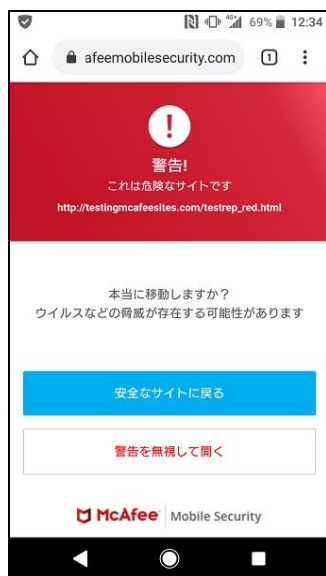 69% 12:34
afeemobilesecurity.com 1
!
警告!
これは危険なサイトです
http://testingmcafeesites.com/testrep_red.html
本当に移動しますか？
ウイルスなどの脅威が存在する可能性があります
安全なサイトに戻る
警告を無視して開く
McAfee Mobile Security